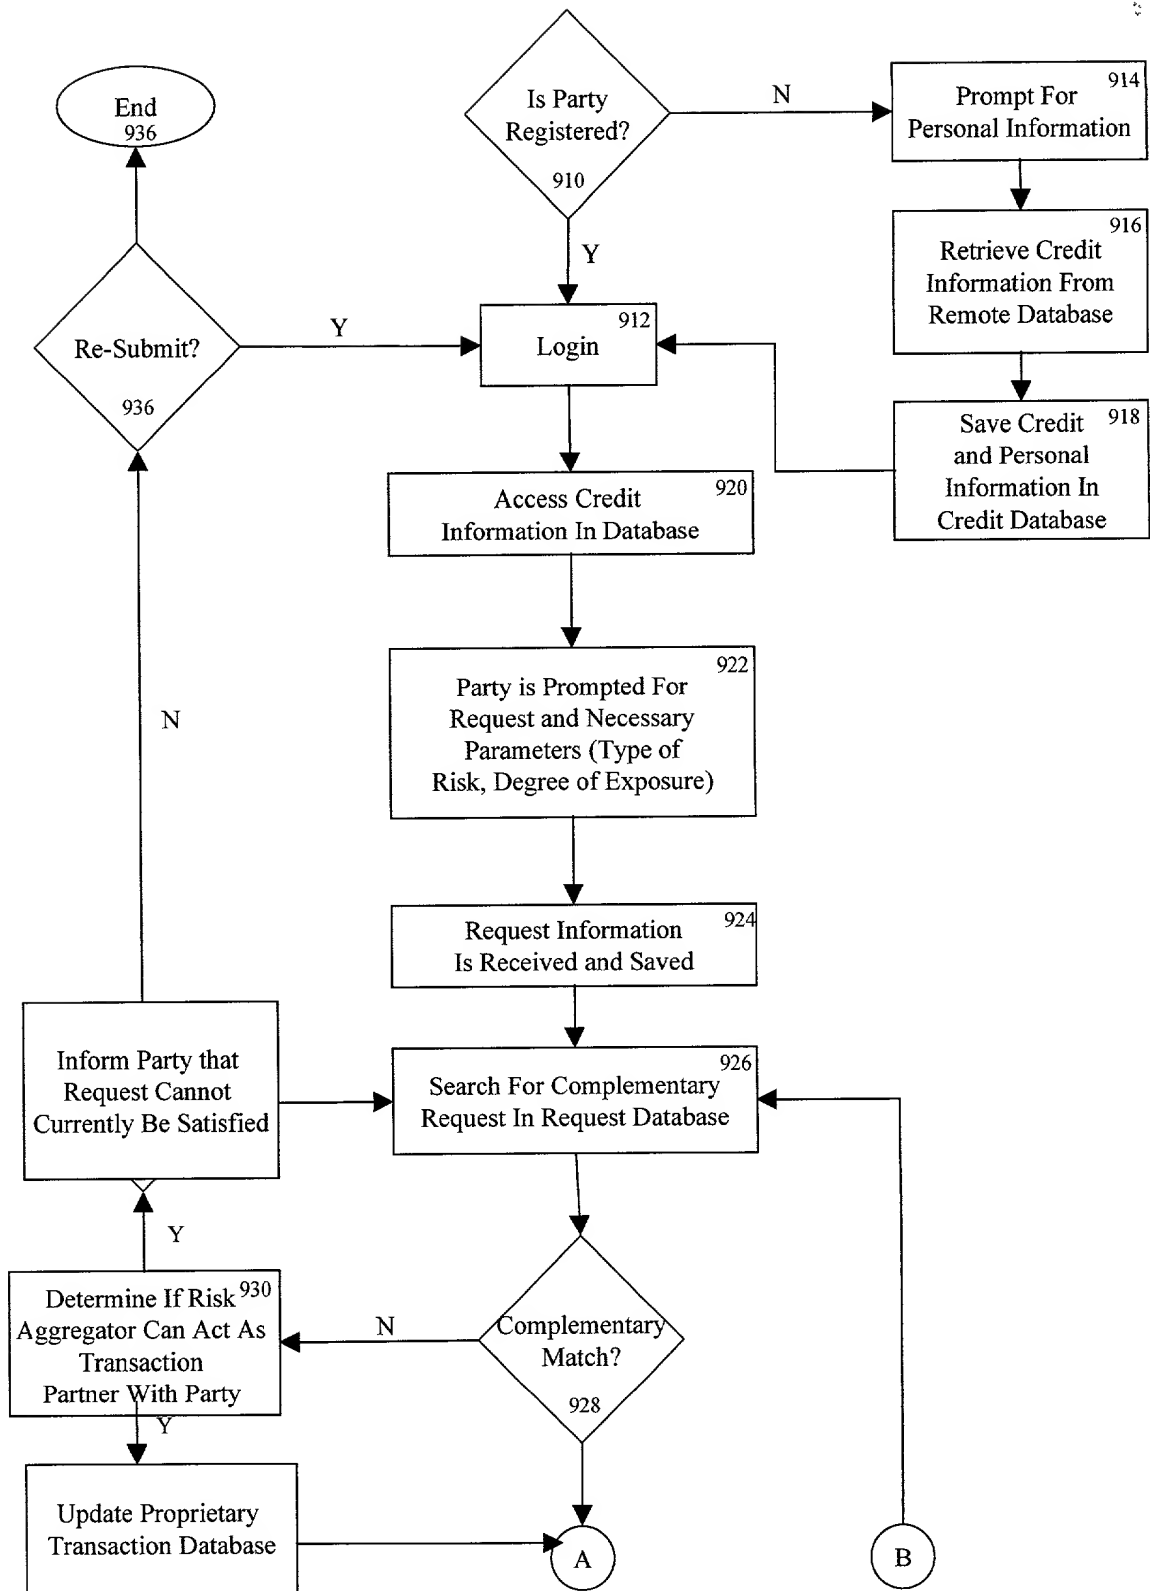 Is Party
Registered?
910
N
Y
914
Prompt For
Personal Information
916
Retrieve Credit
Information From
Remote Database
918
Save Credit
and Personal
Information In
Credit Database
End
936
Re-Submit?
936
Y
912
Login
920
Access Credit
Information In Database
922
Party is Prompted For
Request and Necessary
Parameters (Type of
Risk, Degree of Exposure)
N
924
Request Information
Is Received and Saved
Inform Party that
Request Cannot
Currently Be Satisfied
926
Search For Complementary
Request In Request Database
Y
930
Determine If Risk
Aggregator Can Act As
Transaction
Partner With Party
N
Complementary
Match?
928
Y
Update Proprietary
Transaction Database
A
B